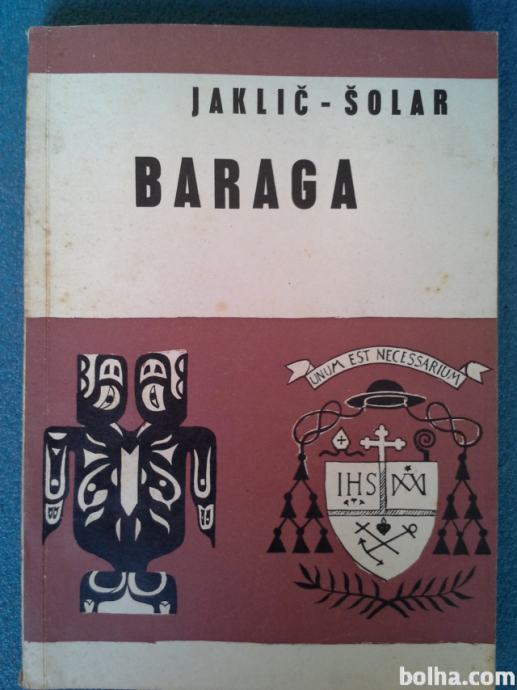 JAKLIČ - ŠOLAR
BARAGA
UNUM EST NECESSARIUM
IHS
bolha.com